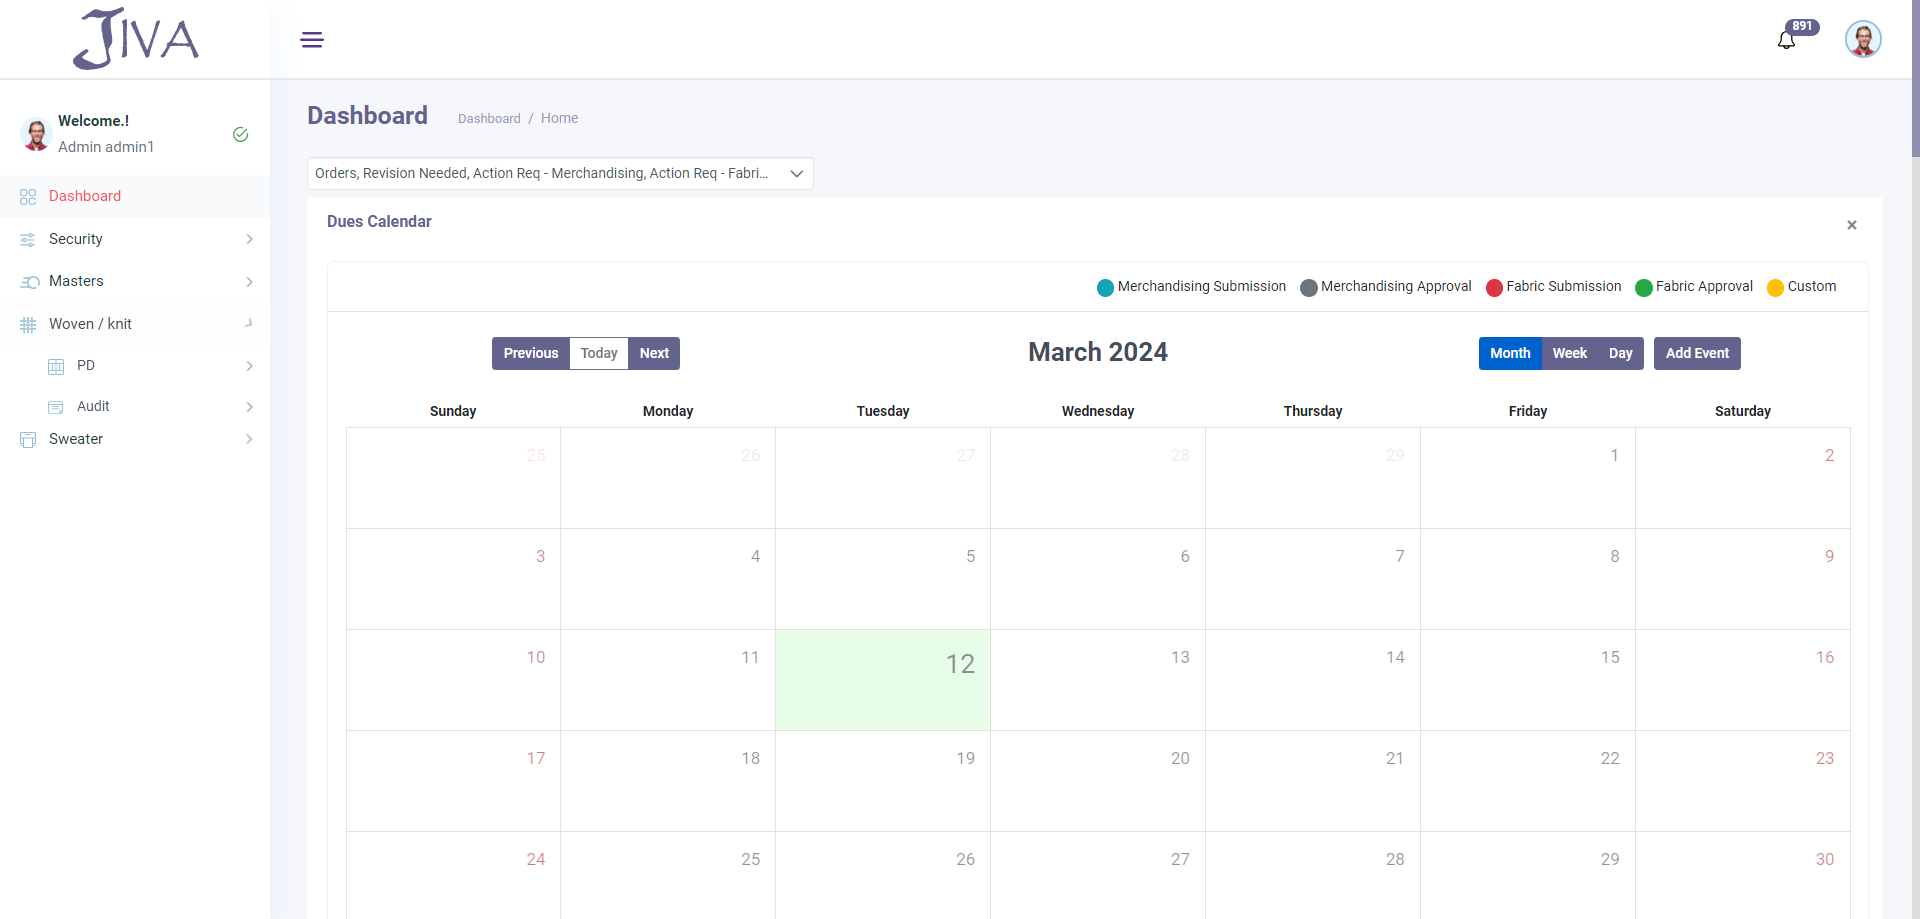 JIVA
891
Welcome.!
Admin admin1
Dashboard
Security
Masters
Woven / knit
PD
Audit
Sweater
Dashboard
Dashboard / Home
Orders, Revision Needed, Action Req - Merchandising, Action Req - Fabri...
Dues Calendar
×
Merchandising Submission Merchandising Approval Fabric Submission Fabric Approval Custom
Previous Today Next
March 2024
Month Week Day Add Event
Sunday Monday Tuesday Wednesday Thursday Friday Saturday
25 26 27 28 29 1 2
3 4 5 6 7 8 9
10 11 12 13 14 15 16
17 18 19 20 21 22 23
24 25 26 27 28 29 30